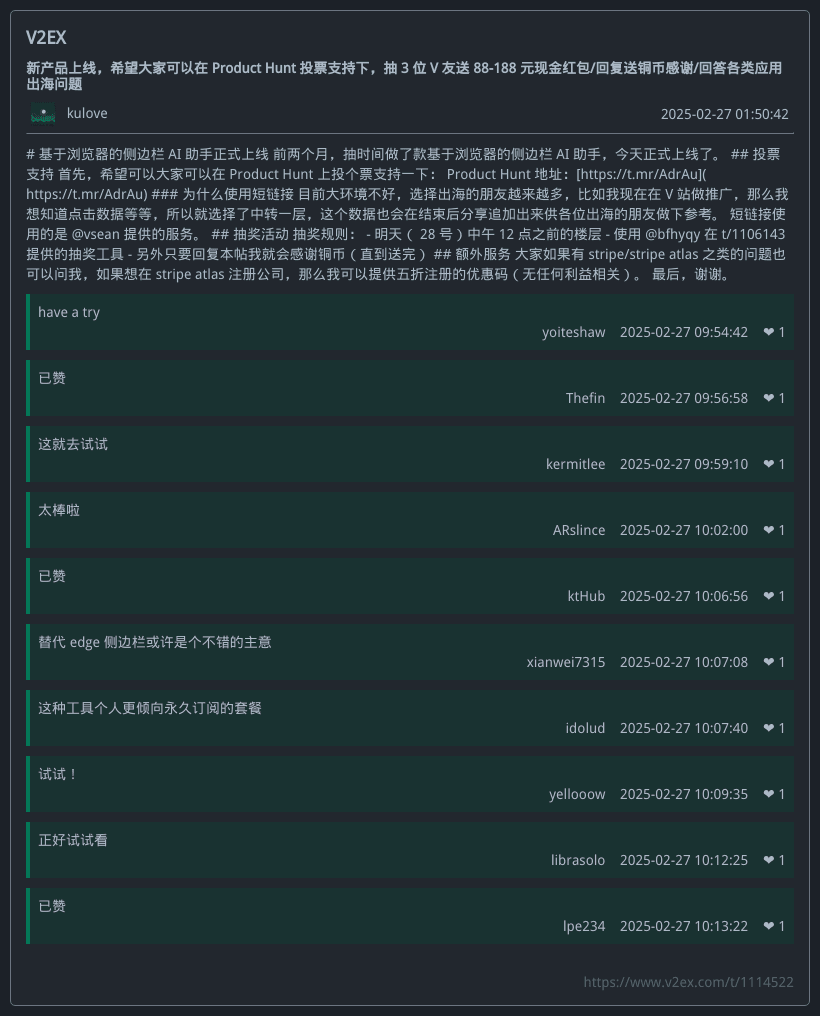 V2EX
新产品上线，希望大家可以在 Product Hunt 投票支持下，抽 3 位 V 友送 88-188 元现金红包/回复送铜币感谢/回答各类应用
出海问题
kulove 2025-02-27 01:50:42
# 基于浏览器的侧边栏 AI 助手正式上线 前两个月，抽时间做了款基于浏览器的侧边栏 AI 助手，今天正式上线了。 ## 投票
支持 首先，希望可以大家可以在 Product Hunt 上投个票支持一下： Product Hunt 地址：[https://t.mr/AdrAu](
https://t.mr/AdrAu) ### 为什么使用短链接 目前大环境不好，选择出海的朋友越来越多，比如我现在在 V 站做推广，那么我
想知道点击数据等等，所以就选择了中转一层，这个数据也会在结束后分享追加出来供各位出海的朋友做下参考。 短链接使
用的是 @vsean 提供的服务。 ## 抽奖活动 抽奖规则： - 明天（ 28 号）中午 12 点之前的楼层 - 使用 @bfhyqy 在 t/1106143
提供的抽奖工具 - 另外只要回复本帖我就会感谢铜币（直到送完） ## 额外服务 大家如果有 stripe/stripe atlas 之类的问题也
可以问我，如果想在 stripe atlas 注册公司，那么我可以提供五折注册的优惠码（无任何利益相关）。 最后，谢谢。
have a try
yoiteshaw 2025-02-27 09:54:42 ❤ 1
已赞
Thefin 2025-02-27 09:56:58 ❤ 1
这就去试试
kermitlee 2025-02-27 09:59:10 ❤ 1
太棒啦
ARslince 2025-02-27 10:02:00 ❤ 1
已赞
ktHub 2025-02-27 10:06:56 ❤ 1
替代 edge 侧边栏或许是个不错的主意
xianwei7315 2025-02-27 10:07:08 ❤ 1
这种工具个人更倾向永久订阅的套餐
idolud 2025-02-27 10:07:40 ❤ 1
试试！
yellooow 2025-02-27 10:09:35 ❤ 1
正好试试看
librasolo 2025-02-27 10:12:25 ❤ 1
已赞
lpe234 2025-02-27 10:13:22 ❤ 1
https://www.v2ex.com/t/1114522